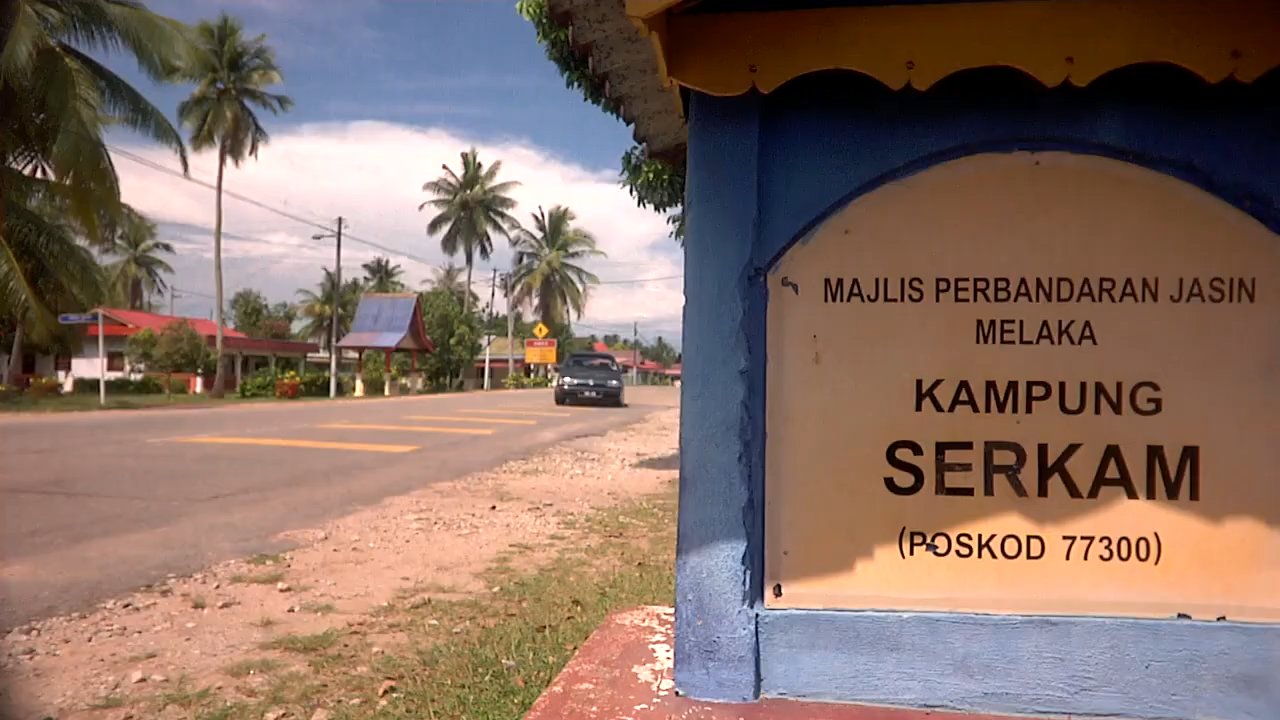 MAJLIS PERBANDARAN JASIN
MELAKA
KAMPUNG
SERKAM
(POSKOD 77300)